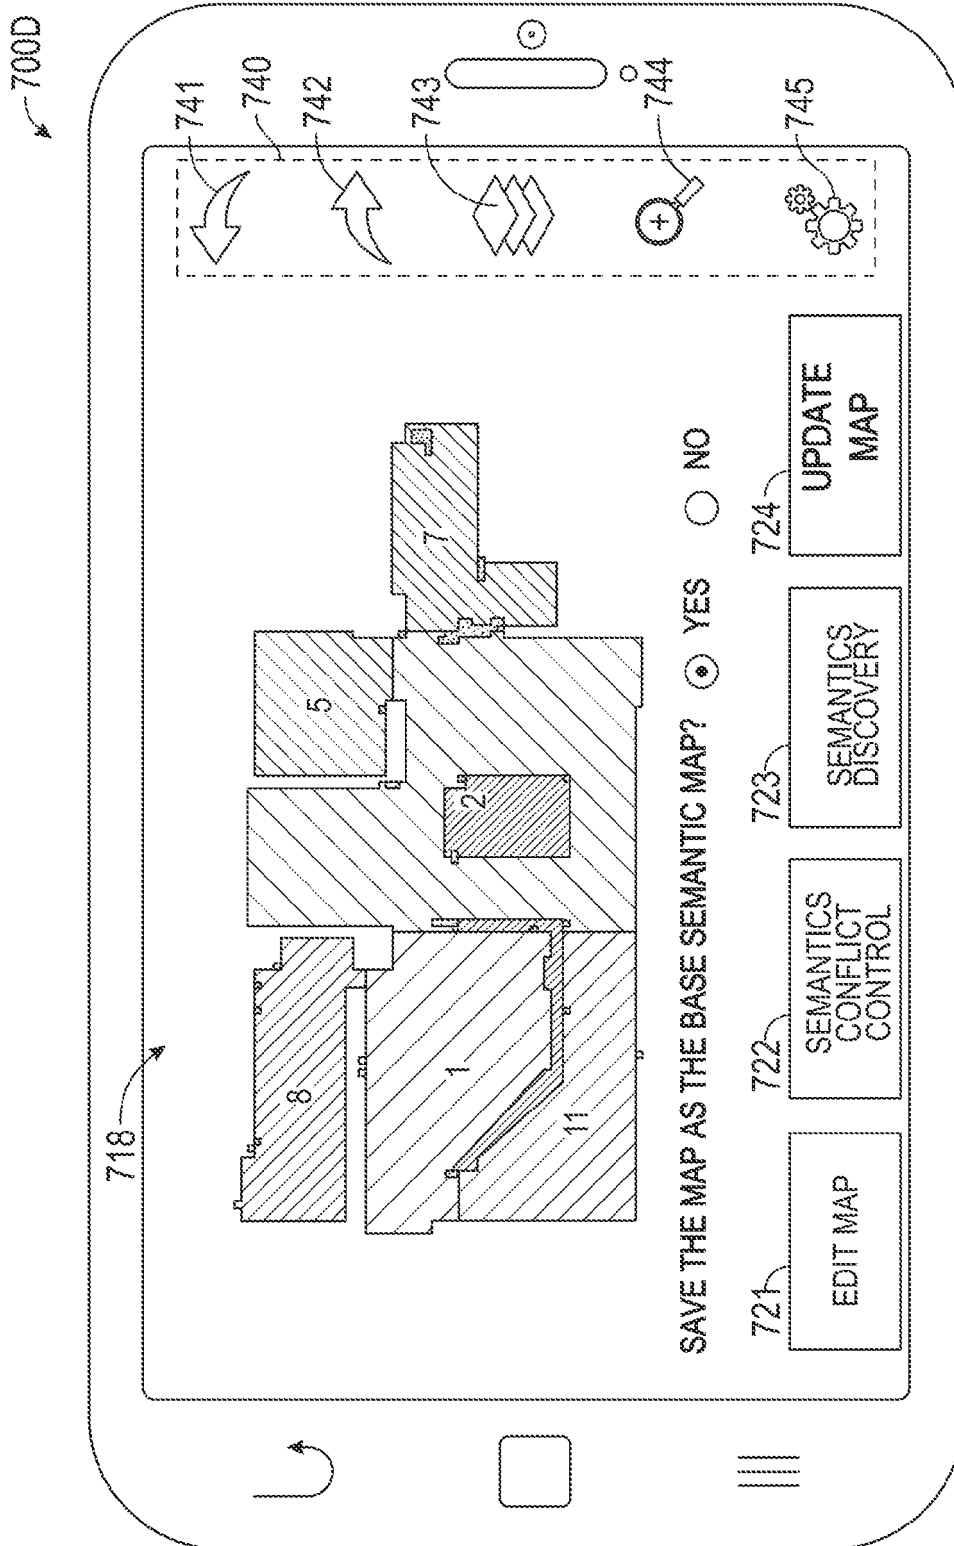 700D
718
741
740
742
743
744
745
8
5
1
2
7
11
SAVE THE MAP AS THE BASE SEMANTIC MAP? YES NO
721
722
723
724
EDIT MAP
SEMANTICS
CONFLICT
CONTROL
SEMANTICS
DISCOVERY
UPDATE
MAP